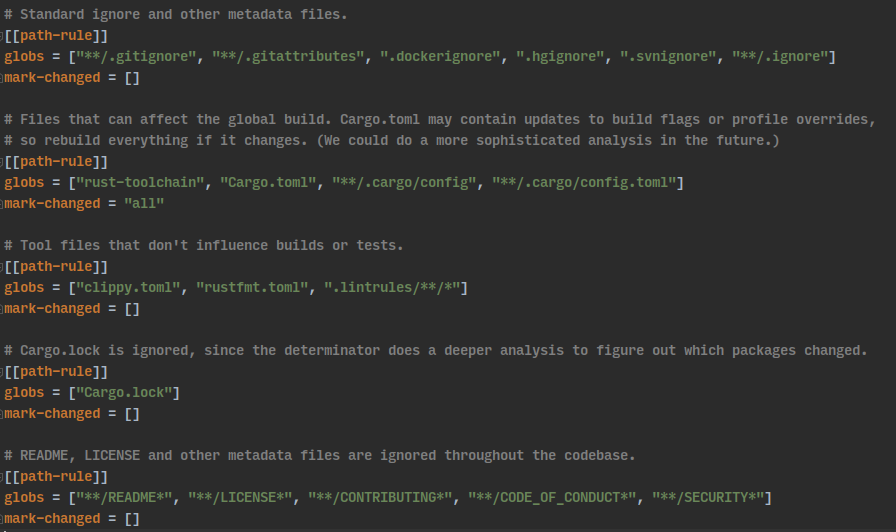 # Standard ignore and other metadata files.
[[path-rule]]
globs = ["**/.gitignore", "**/.gitattributes", ".dockerignore", ".hgignore", ".svnignore", "**/.ignore"]
mark-changed = []
# Files that can affect the global build. Cargo.toml may contain updates to build flags or profile overrides,
# so rebuild everything if it changes. (We could do a more sophisticated analysis in the future.)
[[path-rule]]
globs = ["rust-toolchain", "Cargo.toml", "**/.cargo/config", "**/.cargo/config.toml"]
mark-changed = "all"
# Tool files that don't influence builds or tests.
[[path-rule]]
globs = ["clippy.toml", "rustfmt.toml", ".lintrules/**/*"]
mark-changed = []
# Cargo.lock is ignored, since the determinator does a deeper analysis to figure out which packages changed.
[[path-rule]]
globs = ["Cargo.lock"]
mark-changed = []
# README, LICENSE and other metadata files are ignored throughout the codebase.
[[path-rule]]
globs = ["**/README*", "**/LICENSE*", "**/CONTRIBUTING*", "**/CODE_OF_CONDUCT*", "**/SECURITY*"]
mark-changed = []